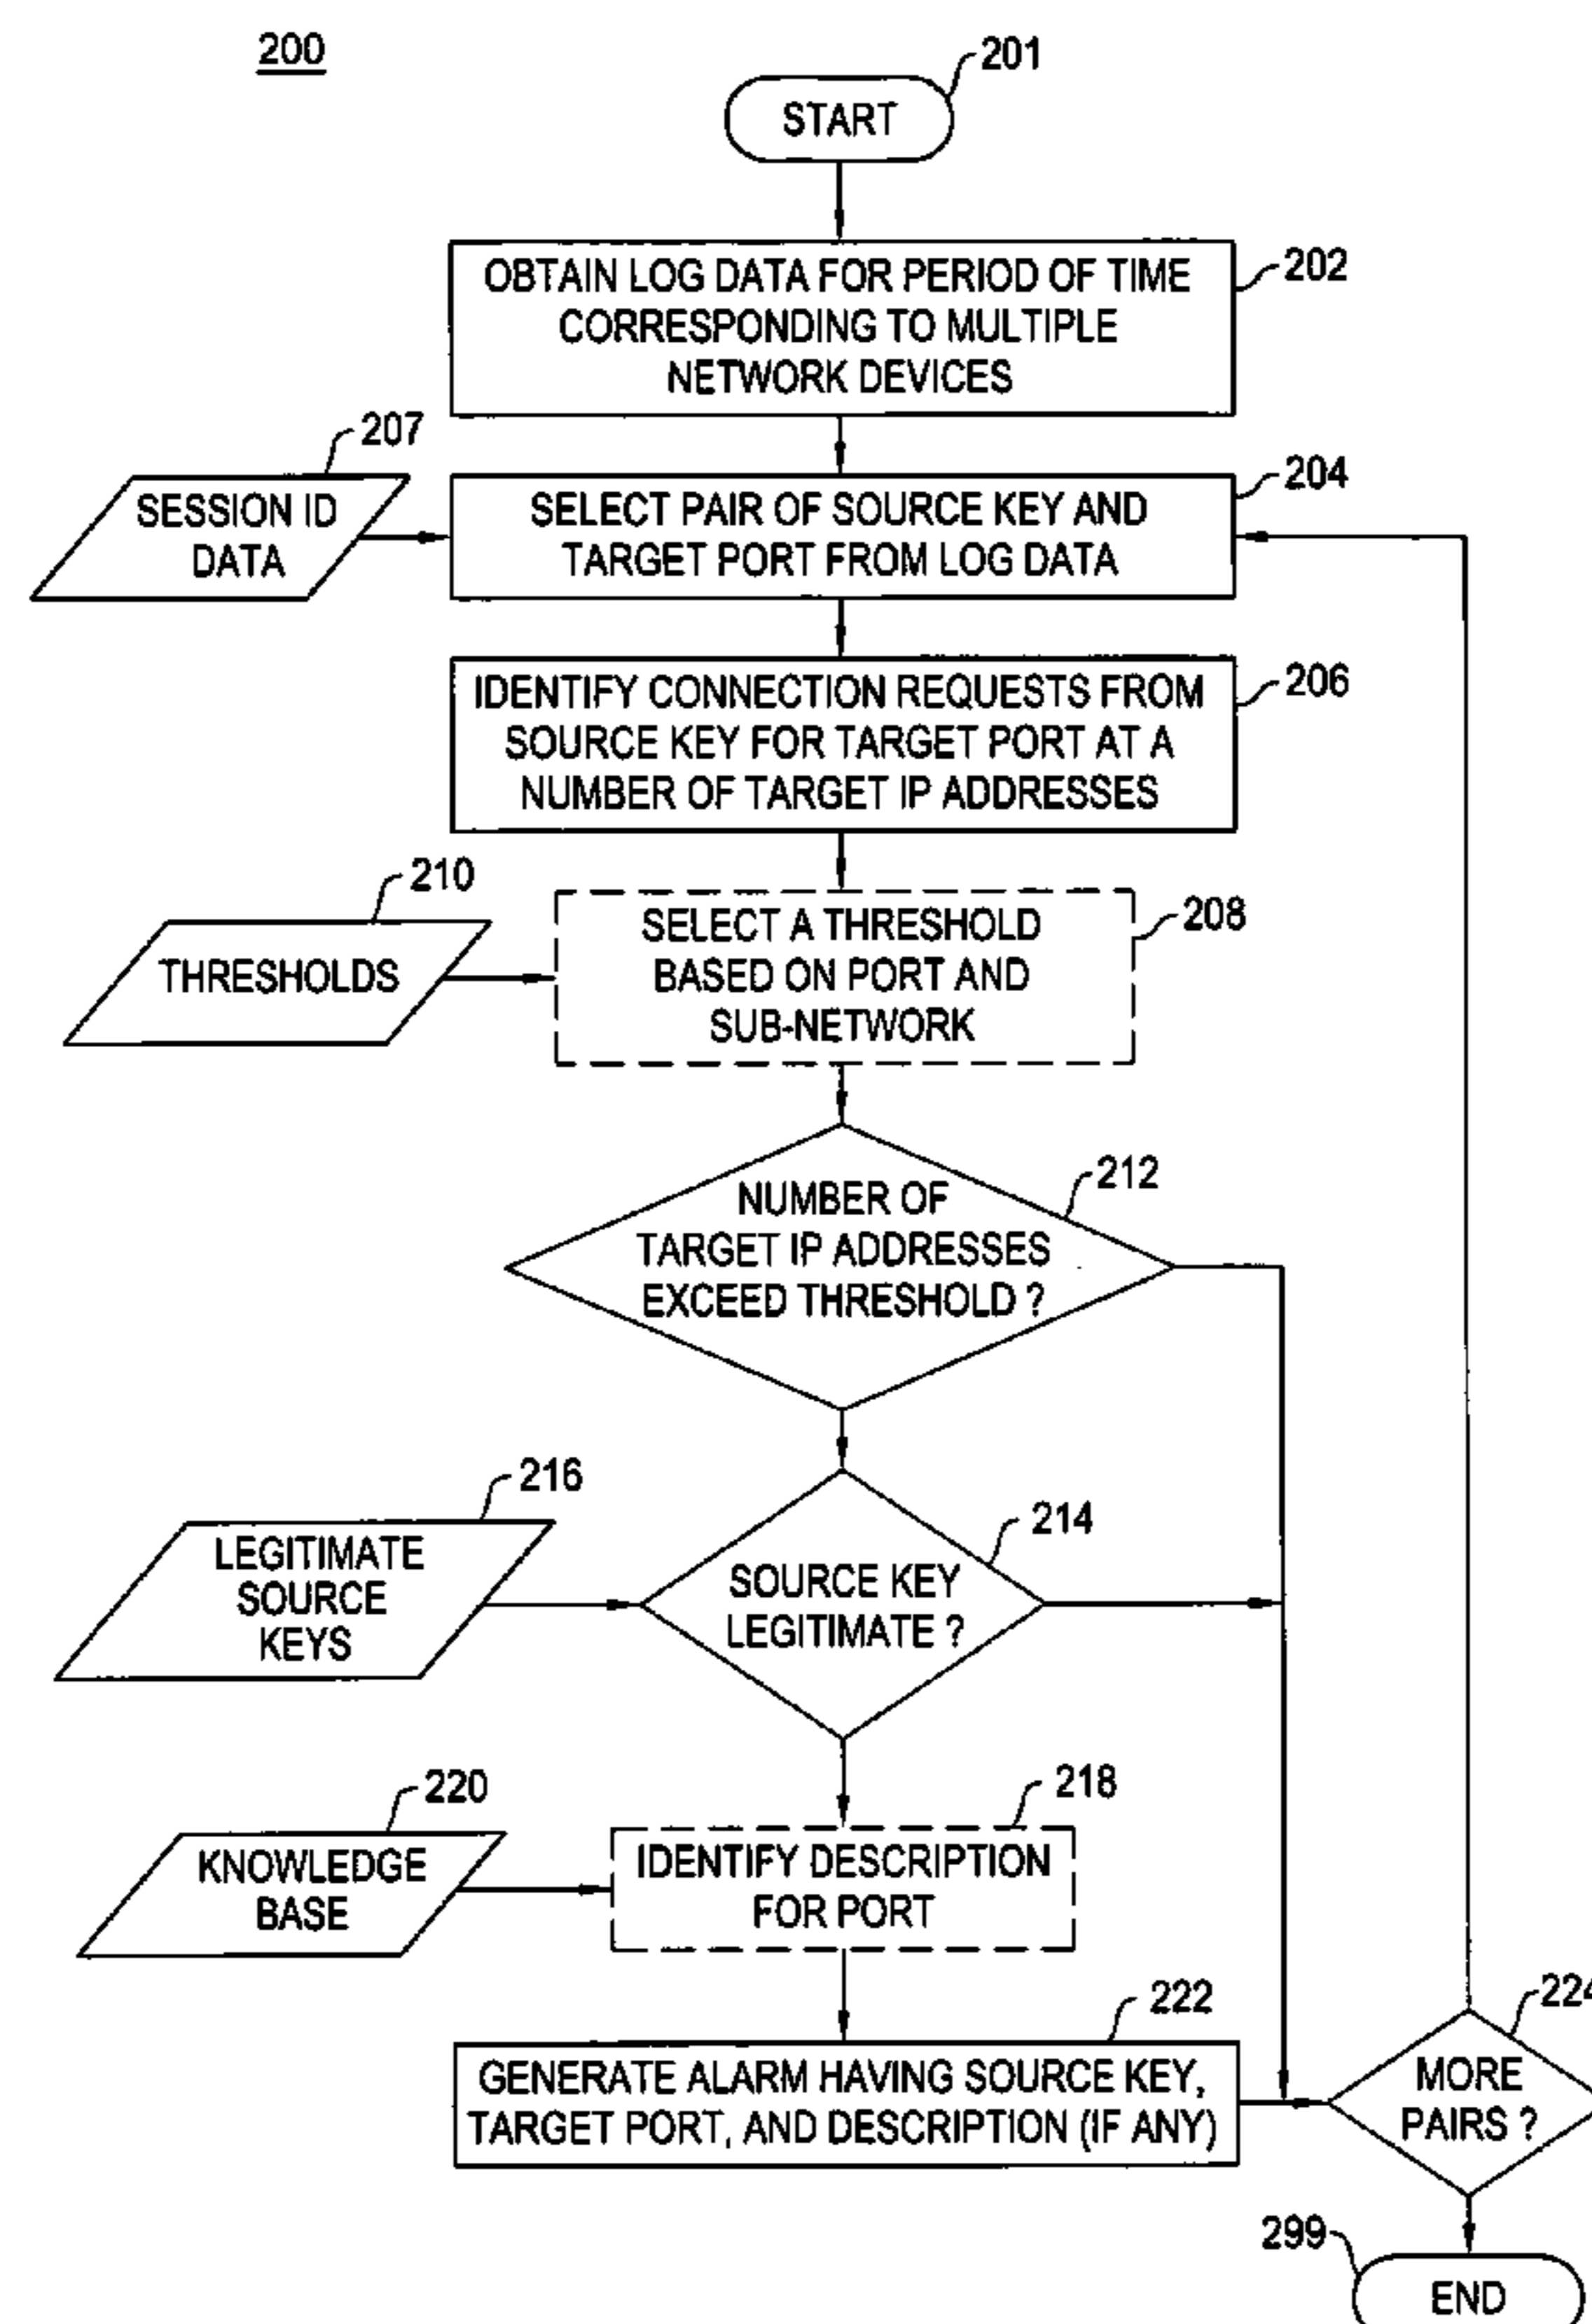 200
201
START
202
OBTAIN LOG DATA FOR PERIOD OF TIME
CORRESPONDING TO MULTIPLE
NETWORK DEVICES
207
SESSION ID
DATA
204
SELECT PAIR OF SOURCE KEY AND
TARGET PORT FROM LOG DATA
206
IDENTIFY CONNECTION REQUESTS FROM
SOURCE KEY FOR TARGET PORT AT A
NUMBER OF TARGET IP ADDRESSES
210
THRESHOLDS
208
SELECT A THRESHOLD
BASED ON PORT AND
SUB-NETWORK
212
NUMBER OF
TARGET IP ADDRESSES
EXCEED THRESHOLD ?
216
LEGITIMATE
SOURCE
KEYS
214
SOURCE KEY
LEGITIMATE ?
220
KNOWLEDGE
BASE
218
IDENTIFY DESCRIPTION
FOR PORT
222
GENERATE ALARM HAVING SOURCE KEY,
TARGET PORT, AND DESCRIPTION (IF ANY)
224
MORE
PAIRS ?
299
END